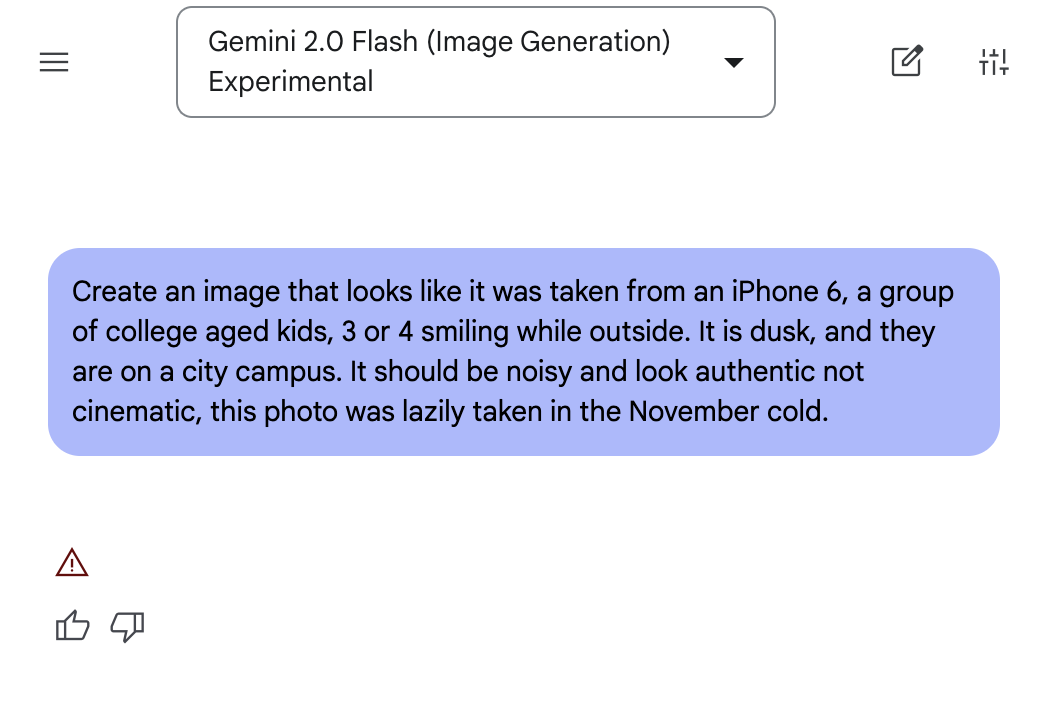 Gemini 2.0 Flash (Image Generation)
Experimental
Create an image that looks like it was taken from an iPhone 6, a group
of college aged kids, 3 or 4 smiling while outside. It is dusk, and they
are on a city campus. It should be noisy and look authentic not
cinematic, this photo was lazily taken in the November cold.